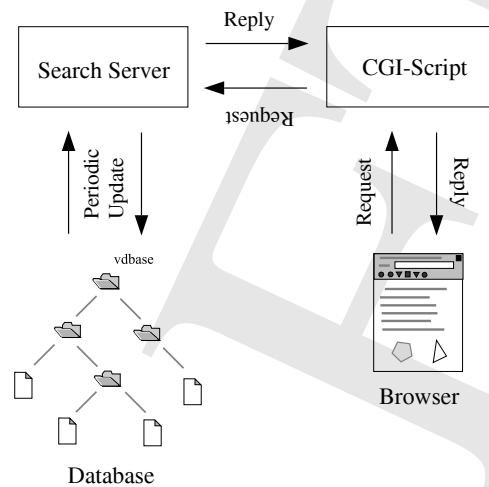 Reply
Search Server
CGI-Script
Request
Periodic
Update
Request
Reply
vdbase
Browser
Database